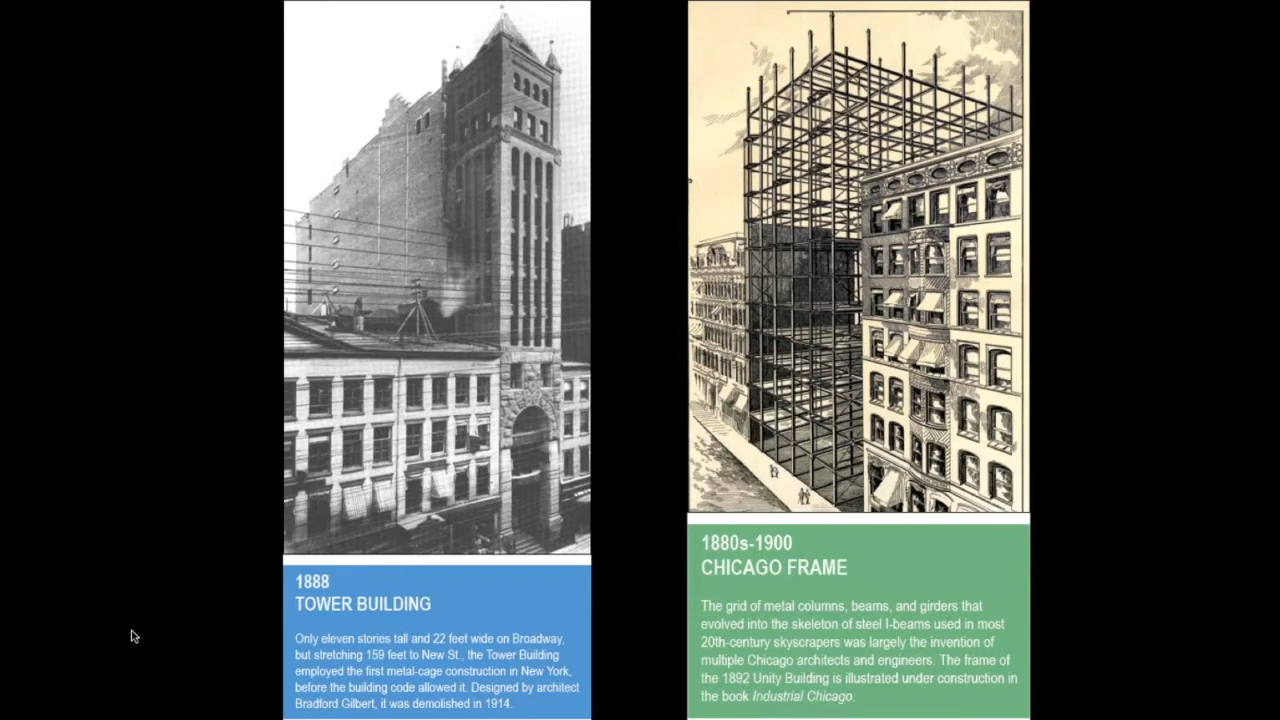 1888
TOWER BUILDING
Only eleven stories tall and 22 feet wide on Broadway,
but stretching 159 feet to New St., the Tower Building
employed the first metal-cage construction in New York,
before the building code allowed it. Designed by architect
Bradford Gilbert, it was demolished in 1914.
1880s-1900
CHICAGO FRAME
The grid of metal columns, beams, and girders that
evolved into the skeleton of steel I-beams used in most
20th-century skyscrapers was largely the invention of
multiple Chicago architects and engineers. The frame of
the 1892 Unity Building is illustrated under construction in
the book Industrial Chicago.